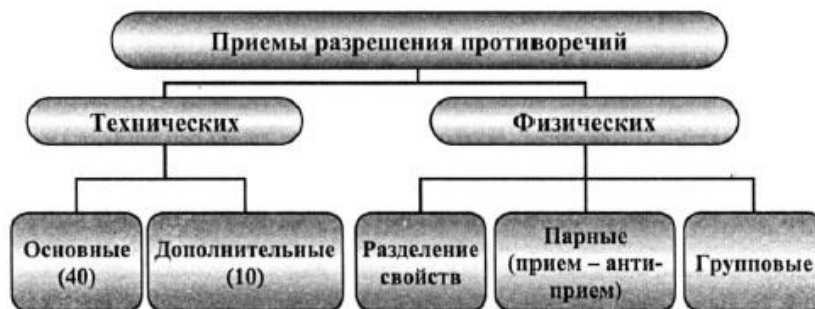 Приемы разрешения противоречий
Технических
Физических
Основные
(40)
Дополнительные
(10)
Разделение
свойств
Парные
(прием – анти-
прием)
Групповые